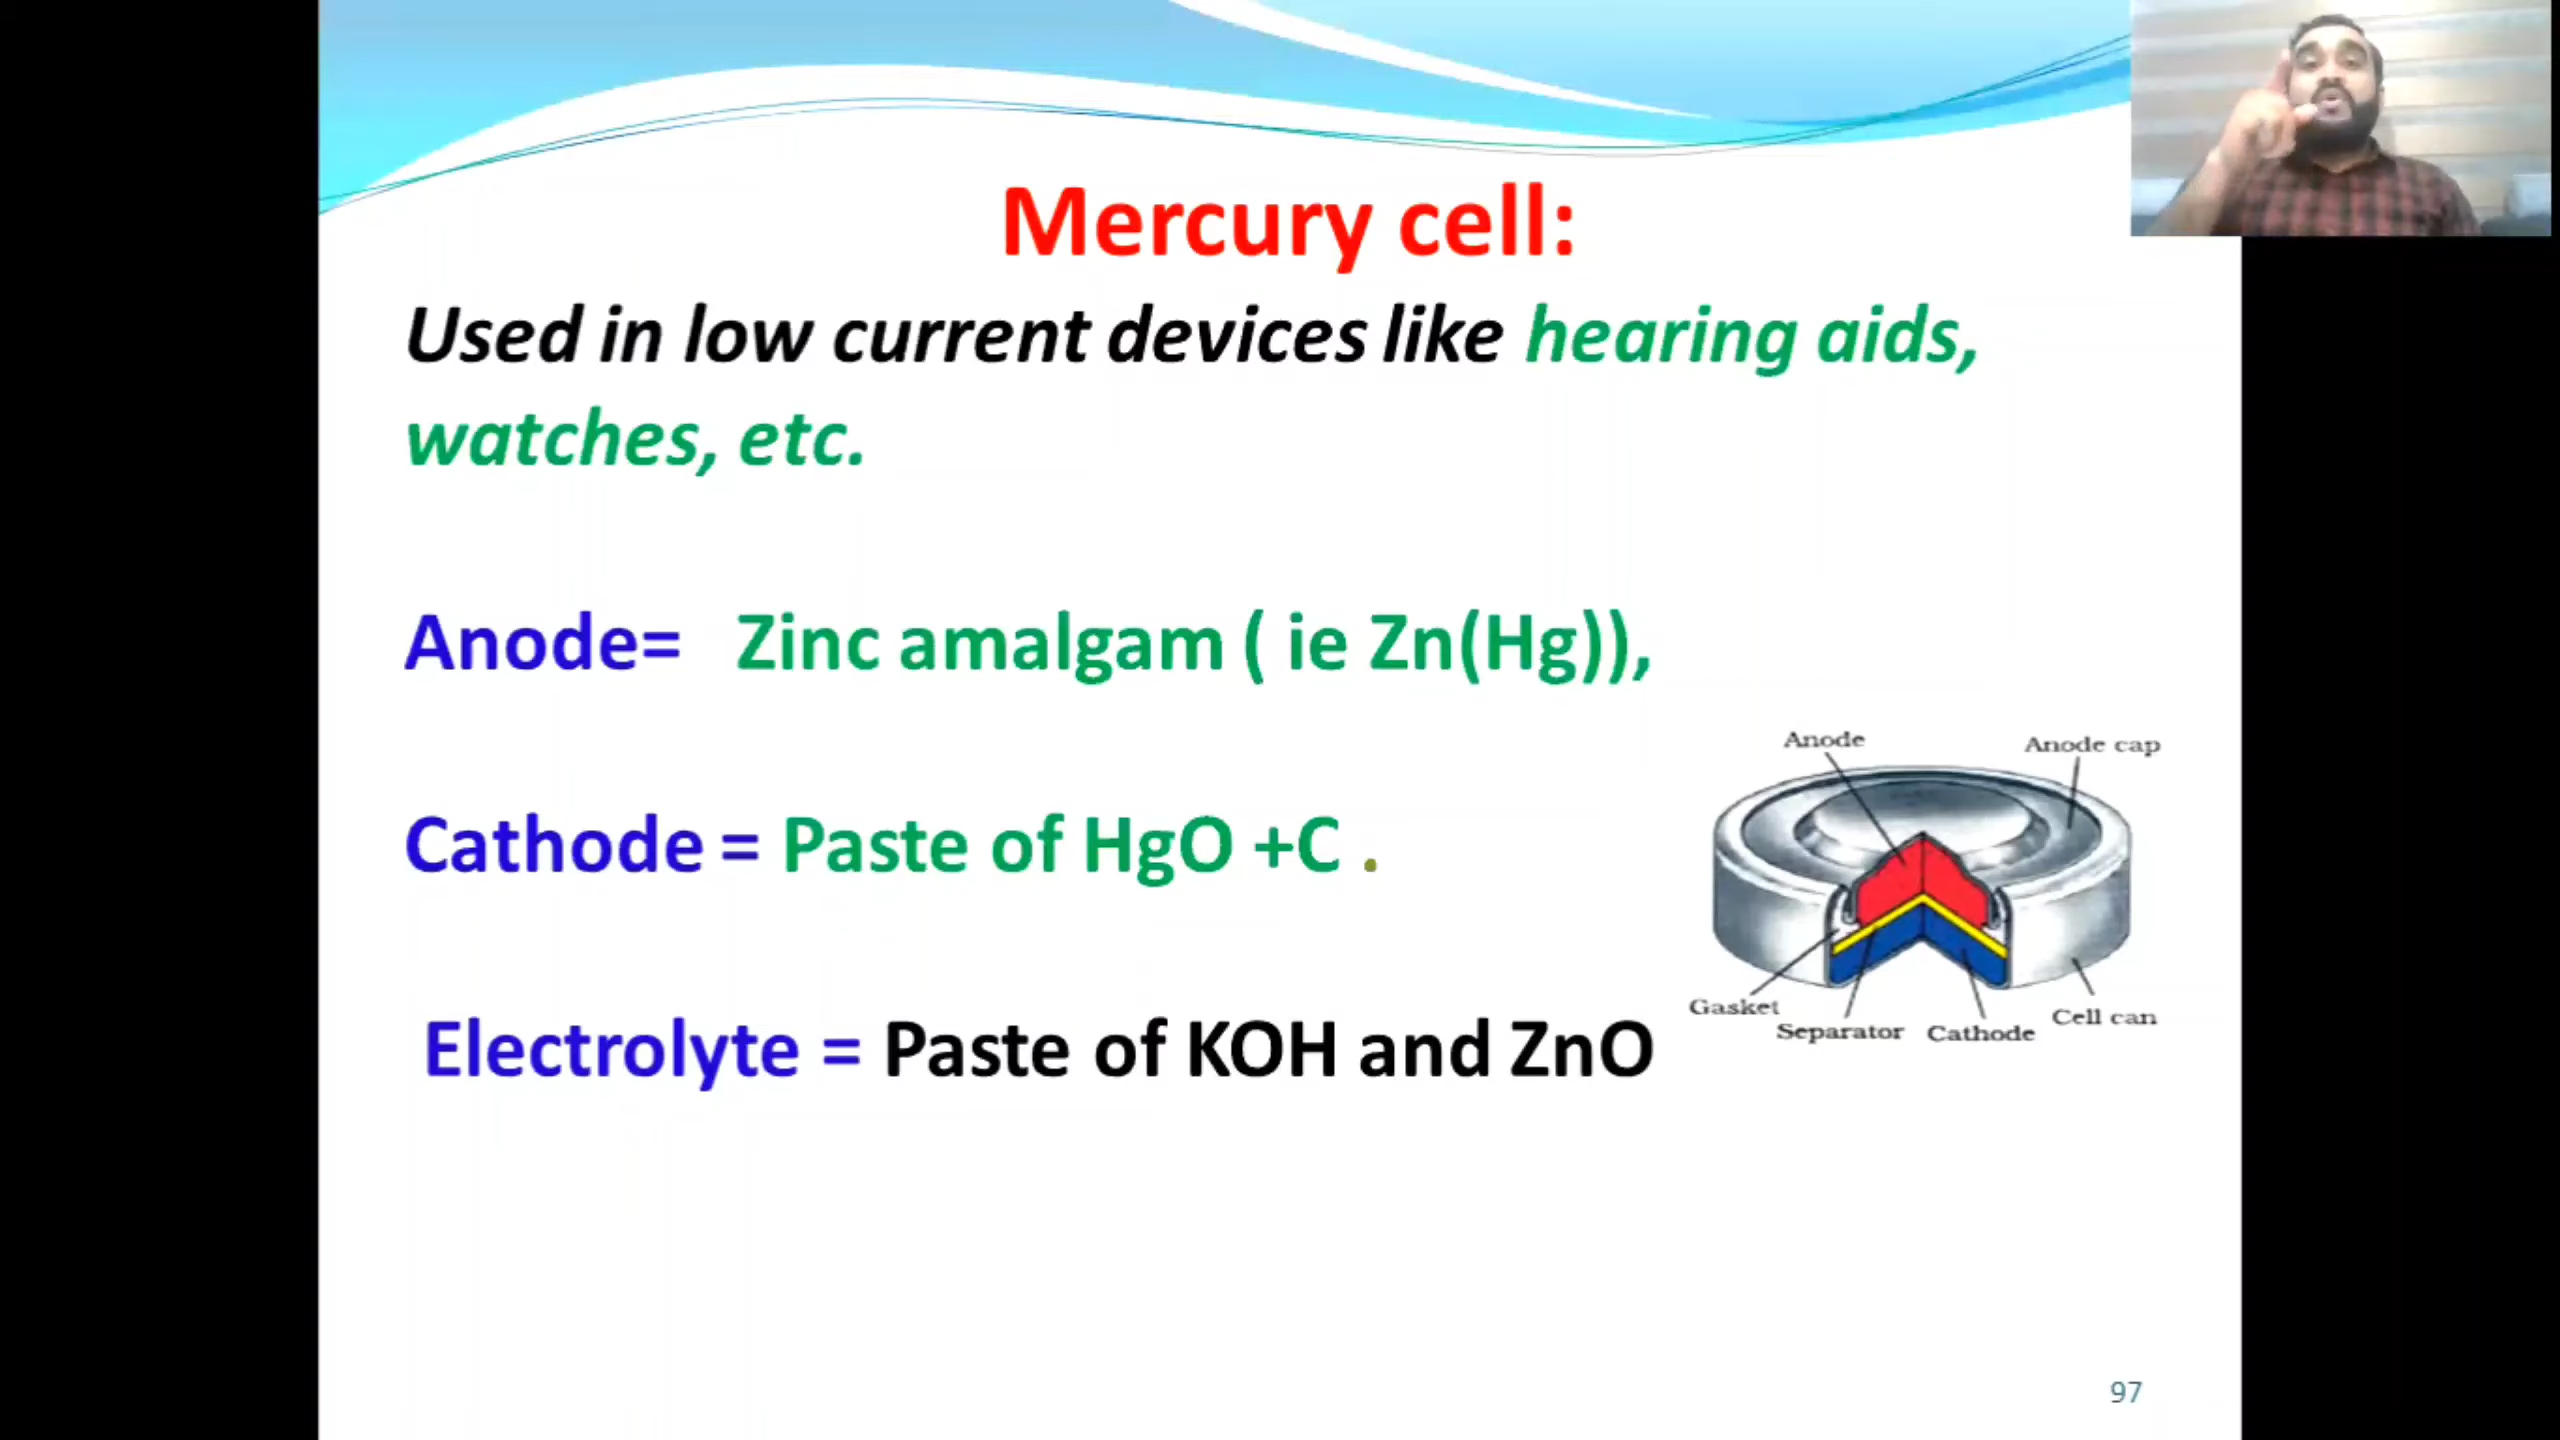 Mercury cell:
Used in low current devices like hearing aids,
watches, etc.
Anode= Zinc amalgam ( ie Zn(Hg)),
Cathode = Paste of HgO +C .
Electrolyte = Paste of KOH and ZnO
Anode
Anode cap
Gasket
Separator
Cathode
Cell can
97